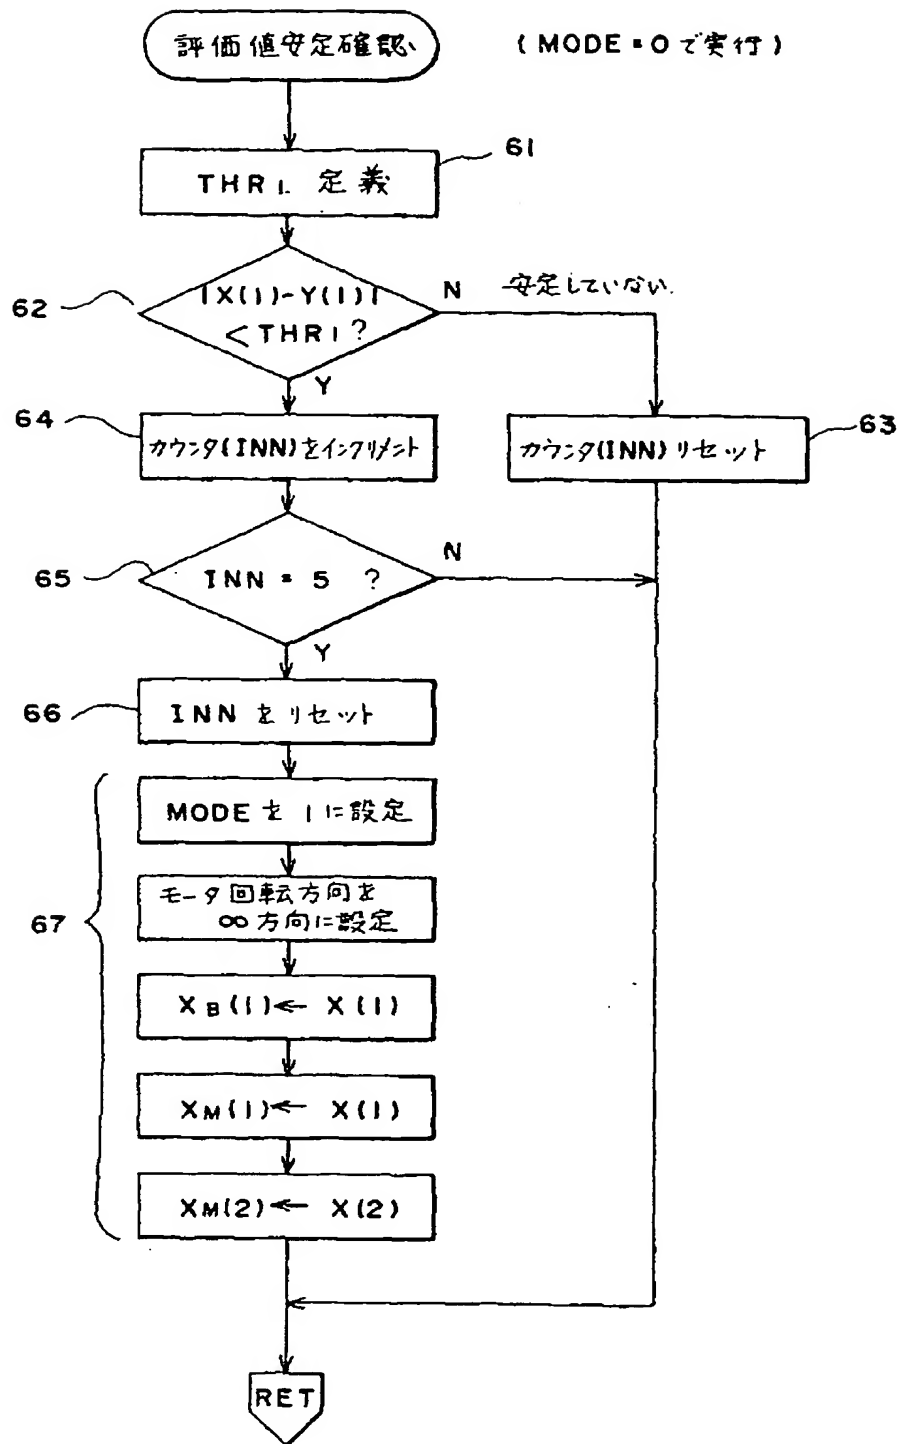 評価値安定確認
(MODE=0で実行)
61
THR1 定義
62
|X(1)-Y(1)|
<THR1?
N 安定していない
Y
64
カウンタ(INN)をインクリメント
カウンタ(INN)リセット
63
65
INN = 5 ?
N
Y
66
INNをリセット
67
MODEを1に設定
モータ回転方向を
∞方向に設定
XB(1)← X(1)
XM(1)← X(1)
XM(2)← X(2)
RET